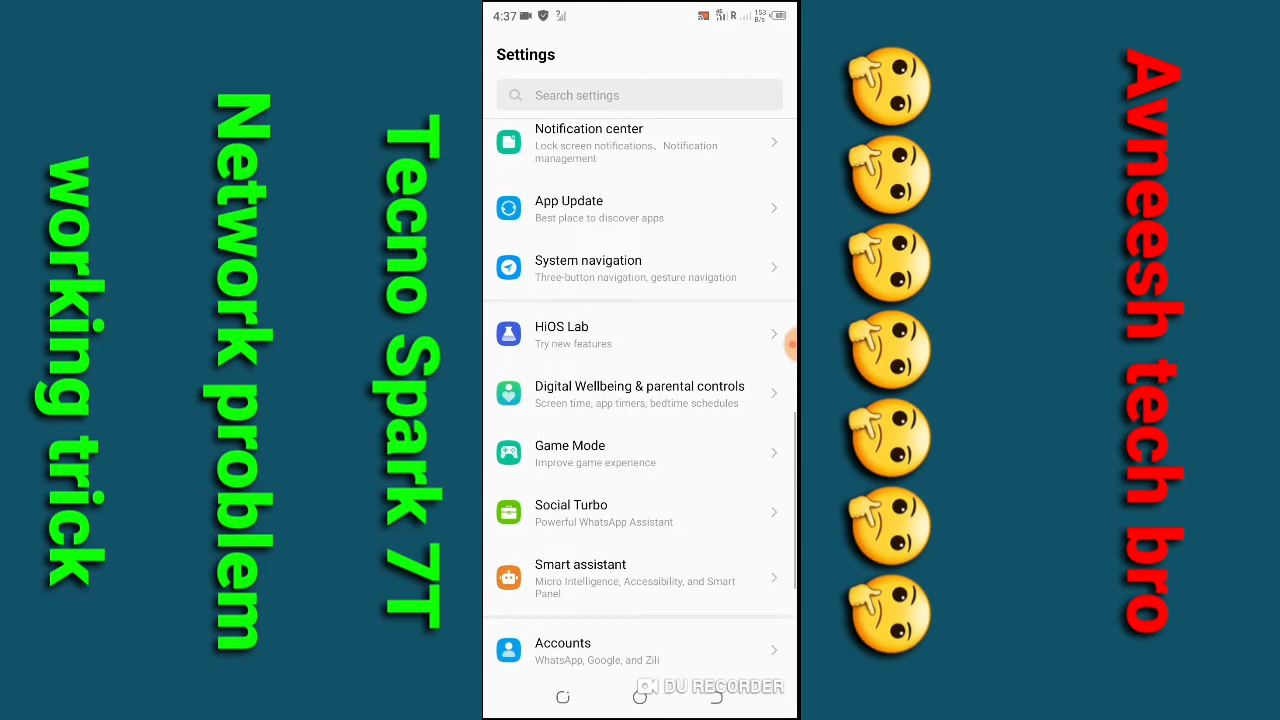 working trick
Network problem
Tecno Spark 7T
4:37
4G R 153 B/s 67
Settings
Search settings
Notification center
Lock screen notifications、Notification
management
App Update
Best place to discover apps
System navigation
Three-button navigation, gesture navigation
HiOS Lab
Try new features
Digital Wellbeing & parental controls
Screen time, app timers, bedtime schedules
Game Mode
Improve game experience
Social Turbo
Powerful WhatsApp Assistant
Smart assistant
Micro Intelligence, Accessibility, and Smart
Panel
Accounts
WhatsApp, Google, and Zili
DU RECORDER
Avneesh tech bro